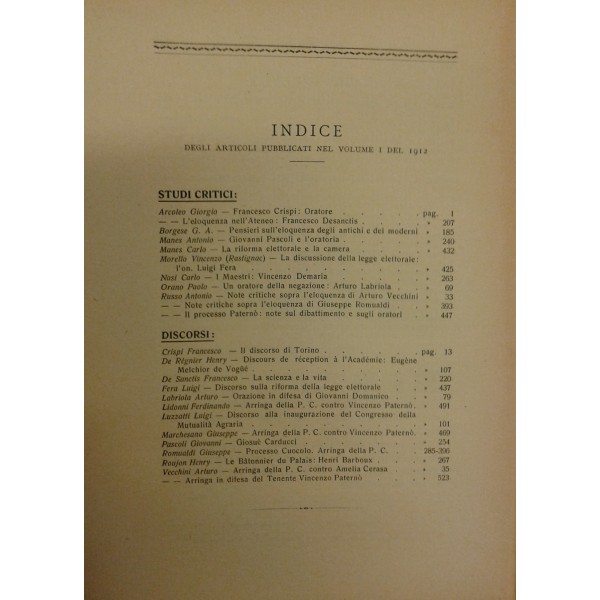 INDICE
DEGLI ARTICOLI PUBBLICATI NEL VOLUME I DEL 1912
STUDI CRITICI:
Arcoleo Giorgio — Francesco Crispi: Oratore . . . . . pag. 1
— — L'eloquenza nell'Ateneo: Francesco Desanctis . . . . » 207
Borgese G. A. — Pensieri sull'eloquenza degli antichi e dei moderni » 185
Manes Antonio — Giovanni Pascoli e l'oratoria . . . . . » 240
Manes Carlo — La riforma elettorale e la camera . . . . » 432
Morello Vincenzo (Rastignac) — La discussione della legge elettorale:
l'on. Luigi Fera . . . . . . . » 425
Nasi Carlo — I Maestri: Vincenzo Demaria . . . . . » 263
Orano Paolo — Un oratore della negazione: Arturo Labriola . . » 69
Russo Antonio — Note critiche sopra l'eloquenza di Arturo Vecchini » 33
— — Note critiche sopra l'eloquenza di Giuseppe Romualdi . . » 393
— — Il processo Paternò: note sul dibattimento e sugli oratori . » 447
DISCORSI:
Crispi Francesco — Il discorso di Torino . . . . . . pag. 13
De Règnier Henry — Discours de réception à l'Académie: Eugène
Melchior de Vogüé . . . . . . . » 107
De Sanctis Francesco — La scienza e la vita . . . . . » 220
Fera Luigi — Discorso sulla riforma della legge elettorale . . » 437
Labriola Arturo — Orazione in difesa di Giovanni Domanico . . » 79
Lidonni Ferdinando — Arringa della P. C. contro Vincenzo Paternò. » 491
Luzzatti Luigi — Discorso alla inaugurazione del Congresso della
Mutualità Agraria . . . . . . . » 101
Marchesano Giuseppe — Arringa della P. C. contro Vincenzo Paternò. » 469
Pascoli Giovanni — Giosuè Carducci . . . . . . » 254
Romualdi Giuseppe — Processo Cuocolo. Arringa della P. C. . . 285-396
Roujon Henry — Le Bâtonnier du Palais: Henri Barboux . . . » 267
Vecchini Arturo — Arringa della P. C. contro Amelia Cerasa . . » 35
— — Arringa in difesa del Tenente Vincenzo Paternò . . . » 523